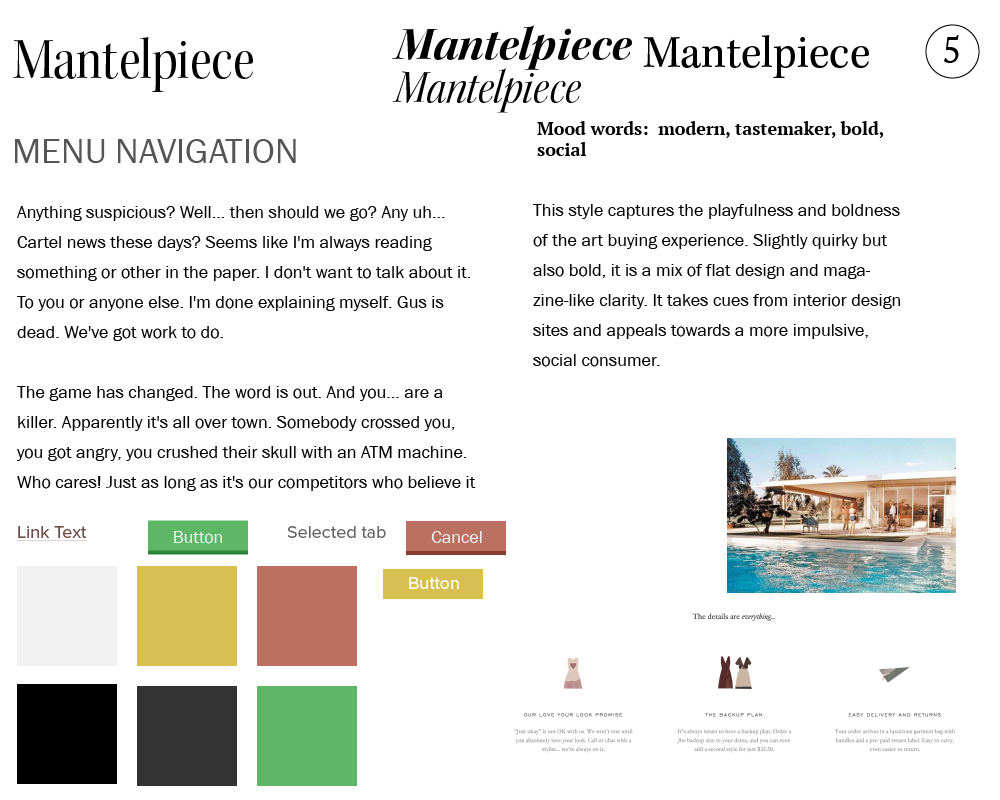 Mantelpiece
Mantelpiece
Mantelpiece
Mantelpiece
5
MENU NAVIGATION
Mood words:  modern, tastemaker, bold,
social
Anything suspicious? Well... then should we go? Any uh...
Cartel news these days? Seems like I'm always reading
something or other in the paper. I don't want to talk about it.
To you or anyone else. I'm done explaining myself. Gus is
dead. We've got work to do.
The game has changed. The word is out. And you... are a
killer. Apparently it's all over town. Somebody crossed you,
you got angry, you crushed their skull with an ATM machine.
Who cares! Just as long as it's our competitors who believe it
This style captures the playfulness and boldness
of the art buying experience. Slightly quirky but
also bold, it is a mix of flat design and maga-
zine-like clarity. It takes cues from interior design
sites and appeals towards a more impulsive,
social consumer.
Link Text
Button
Selected tab
Cancel
Button
The details are everything...
OUR LOVE YOUR LOOK PROMISE
"Just okay" is not OK with us. We won't rest until
you absolutely love your look. Call or chat with a
stylist... we're always on it.
THE BACKUP PLAN
It's always smart to have a backup plan. Order a
free backup size in your dress, and you can even
add a second style for just $32.50.
EASY DELIVERY AND RETURNS
Your order arrives in a luxurious garment bag with
handles and a pre-paid return label. Easy to carry,
even easier to return.